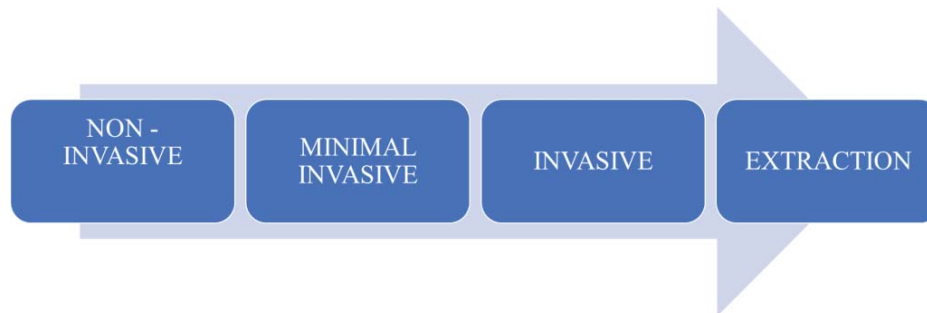 NON -
INVASIVE
MINIMAL
INVASIVE
INVASIVE
EXTRACTION